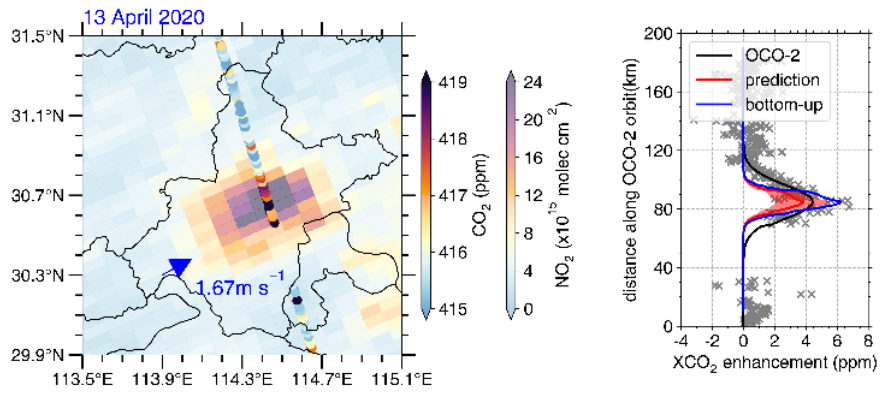 13 April 2020
31.5°N
31.1°N
30.7°N
30.3°N
29.9°N
113.5°E 113.9°E 114.3°E 114.7°E 115.1°E
1.67m s⁻¹
419
418
417
416
415
CO₂ (ppm)
24
20
16
12
8
4
0
NO₂ (x10¹⁵ molec cm⁻²)
OCO-2
prediction
bottom-up
200
160
120
80
40
0
distance along OCO-2 orbit(km)
-4 -2 0 2 4 6 8
XCO₂ enhancement (ppm)